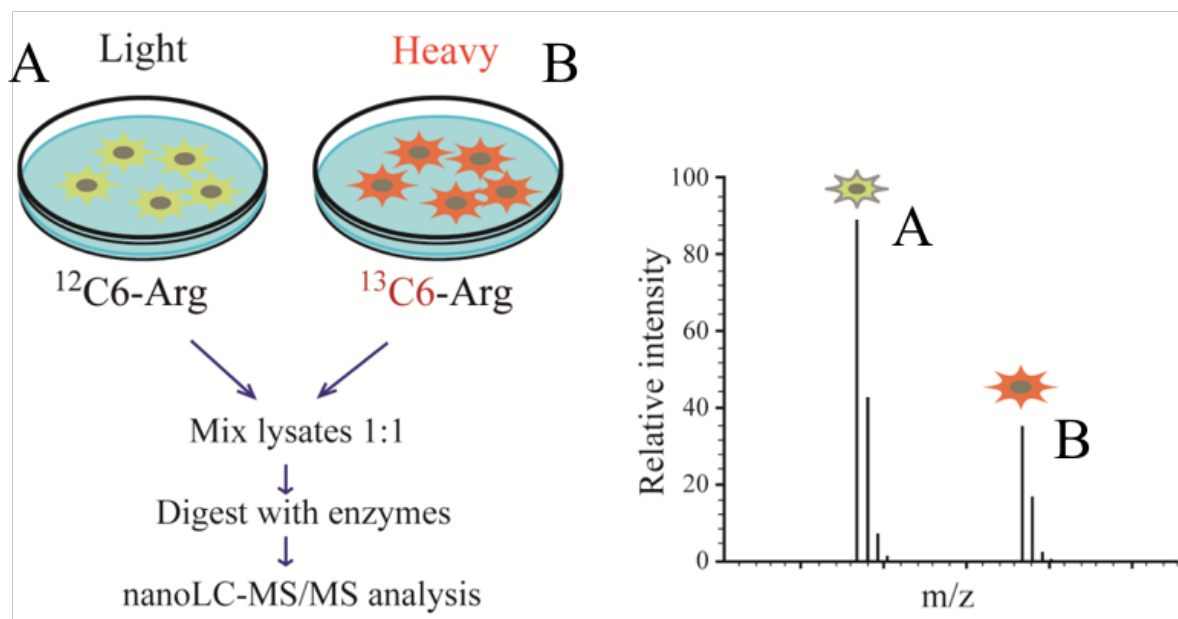 A
Light
Heavy
B
12C6-Arg
13C6-Arg
Mix lysates 1:1
Digest with enzymes
nanoLC-MS/MS analysis
Relative intensity
100
80
60
40
20
0
A
B
m/z